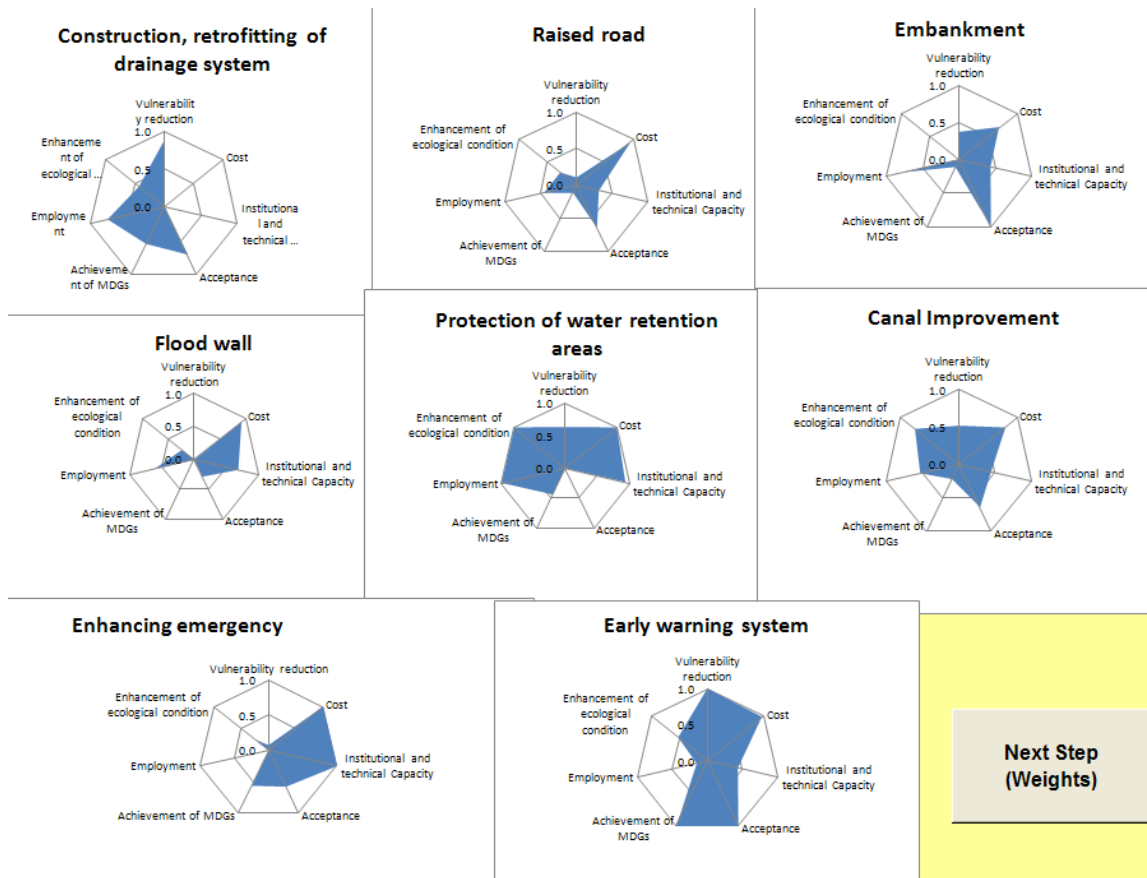 Construction, retrofitting of
drainage system
Vulnerabilit
y reduction
1.0
Cost
Enhanceme
nt of
ecological ...
0.5
0.0
Employme
nt
Institutiona
l and
technical ...
Achieveme
nt of MDGs
Acceptance
Raised road
Vulnerability
reduction
1.0
Enhancement of
ecological condition
Cost
0.5
0.0
Employment
Institutional and
technical Capacity
Achievement of
MDGs
Acceptance
Embankment
Vulnerability
reduction
1.0
Enhancement of
ecological condition
Cost
0.5
0.0
Employment
Institutional and
technical Capacity
Achievement of
MDGs
Acceptance
Flood wall
Vulnerability
reduction
1.0
Enhancement of
ecological
condition
Cost
0.5
0.0
Employment
Institutional and
technical Capacity
Achievement of
MDGs
Acceptance
Protection of water retention
areas
Vulnerability
reduction
1.0
Enhancement of
ecological condition
Cost
0.5
0.0
Employment
Institutional and
technical Capacity
Achievement of
MDGs
Acceptance
Canal Improvement
Vulnerability
reduction
1.0
Enhancement of
ecological condition
Cost
0.5
0.0
Employment
Institutional and
technical Capacity
Achievement of
MDGs
Acceptance
Enhancing emergency
Vulnerability reduction
1.0
Enhancement of
ecological condition
Cost
0.5
0.0
Employment
Institutional and
technical Capacity
Achievement of MDGs
Acceptance
Early warning system
Vulnerability
reduction
1.0
Enhancement of
ecological
condition
Cost
0.5
0.0
Employment
Institutional and
technical Capacity
Achievement of
MDGs
Acceptance
Next Step
(Weights)